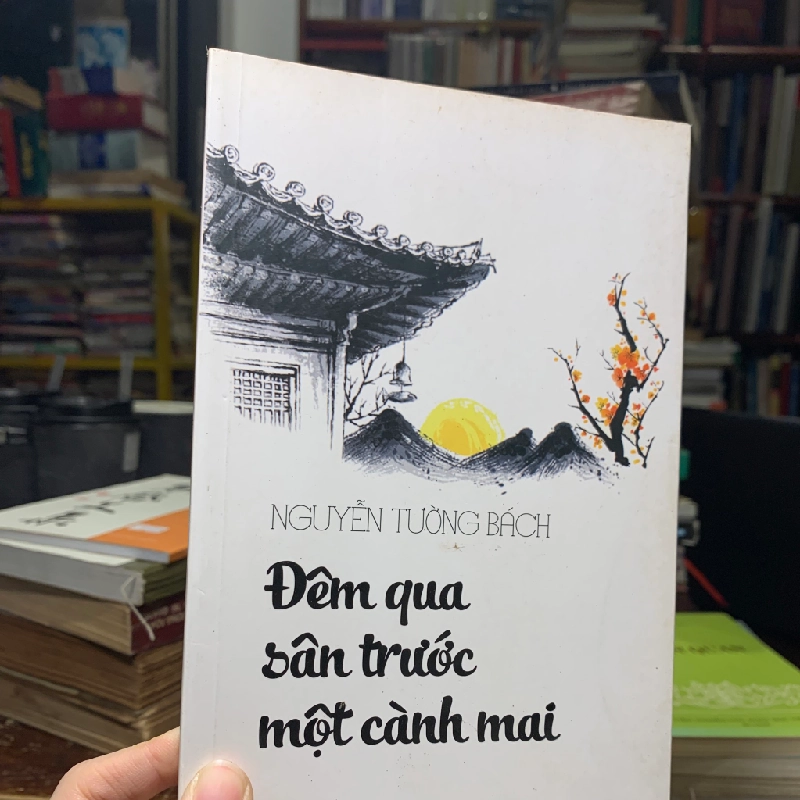 NGUYỄN TƯỜNG BÁCH
Đêm qua
sân trước
một cành mai